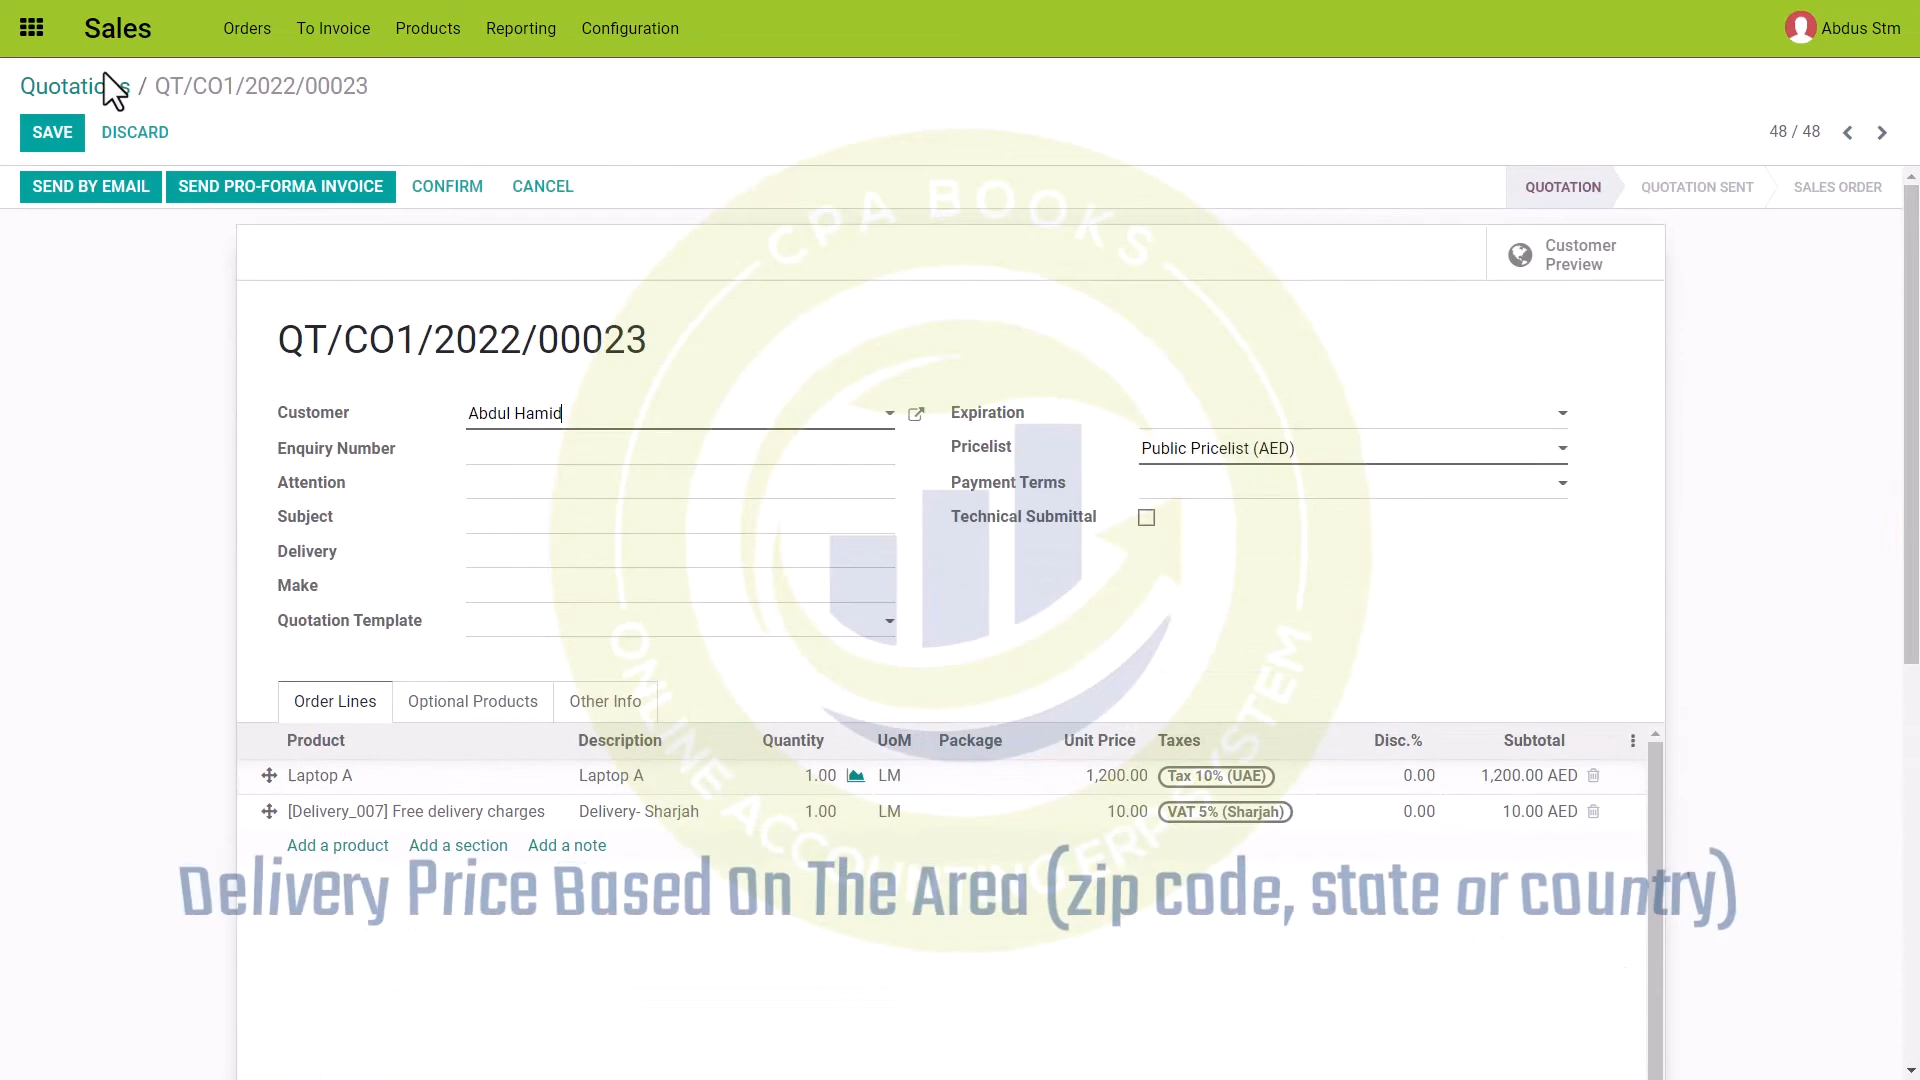 Sales
Orders To Invoice Products Reporting Configuration
Abdus Stm
Quotations / QT/CO1/2022/00023
SAVE DISCARD
48 / 48
SEND BY EMAIL SEND PRO-FORMA INVOICE CONFIRM CANCEL
QUOTATION QUOTATION SENT SALES ORDER
CPA BOOKS
Customer
Preview
QT/CO1/2022/00023
Customer Abdul Hamid
Expiration
Enquiry Number
Pricelist Public Pricelist (AED)
Attention
Payment Terms
Subject
Technical Submittal
Delivery
Make
Quotation Template
Order Lines Optional Products Other Info
Product Description Quantity UoM Package Unit Price Taxes Disc.% Subtotal
Laptop A Laptop A 1.00 LM 1,200.00 Tax 10% (UAE) 0.00 1,200.00 AED
[Delivery_007] Free delivery charges Delivery- Sharjah 1.00 LM 10.00 VAT 5% (Sharjah) 0.00 10.00 AED
Add a product Add a section Add a note
ONLINE ACCOUNTING ERP SYSTEM
Delivery Price Based On The Area (zip code, state or country)